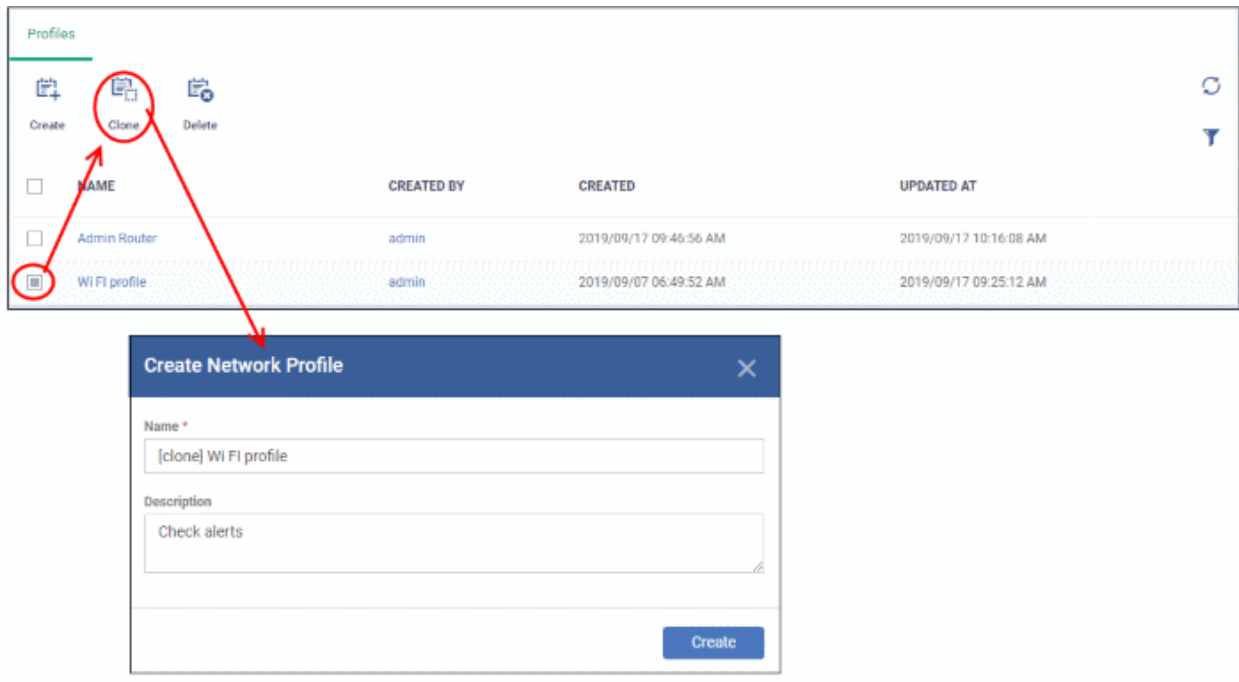 Profiles
Create Clone Delete
NAME CREATED BY CREATED UPDATED AT
Admin Router admin 2019/09/17 09:46:56 AM 2019/09/17 10:16:08 AM
Wi FI profile admin 2019/09/07 06:49:52 AM 2019/09/17 09:25:12 AM
Create Network Profile
Name *
[clone] Wi FI profile
Description
Check alerts
Create